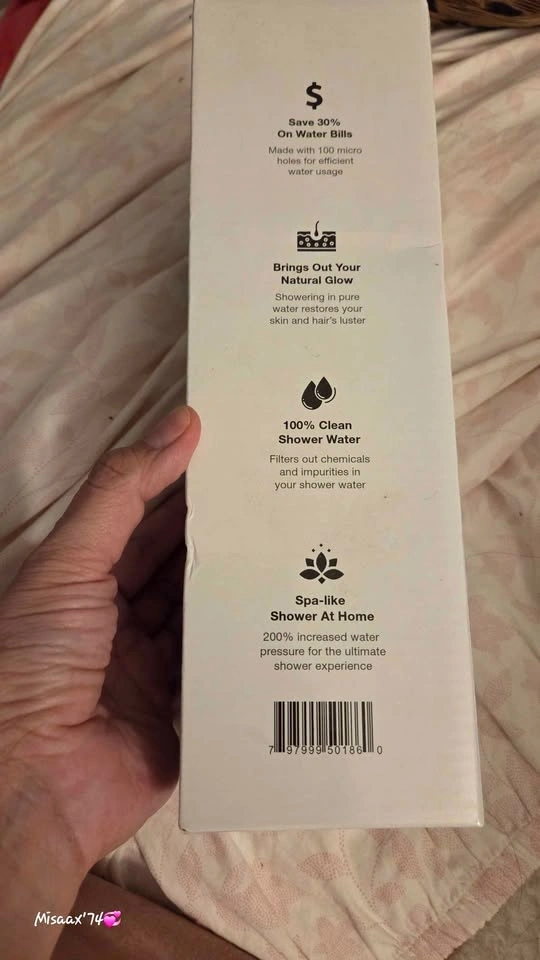 $
Save 30%
On Water Bills
Made with 100 micro
holes for efficient
water usage
Brings Out Your
Natural Glow
Showering in pure
water restores your
skin and hair's luster
100% Clean
Shower Water
Filters out chemicals
and impurities in
your shower water
Spa-like
Shower At Home
200% increased water
pressure for the ultimate
shower experience
7 97999 50186 0
Misaax'74💞